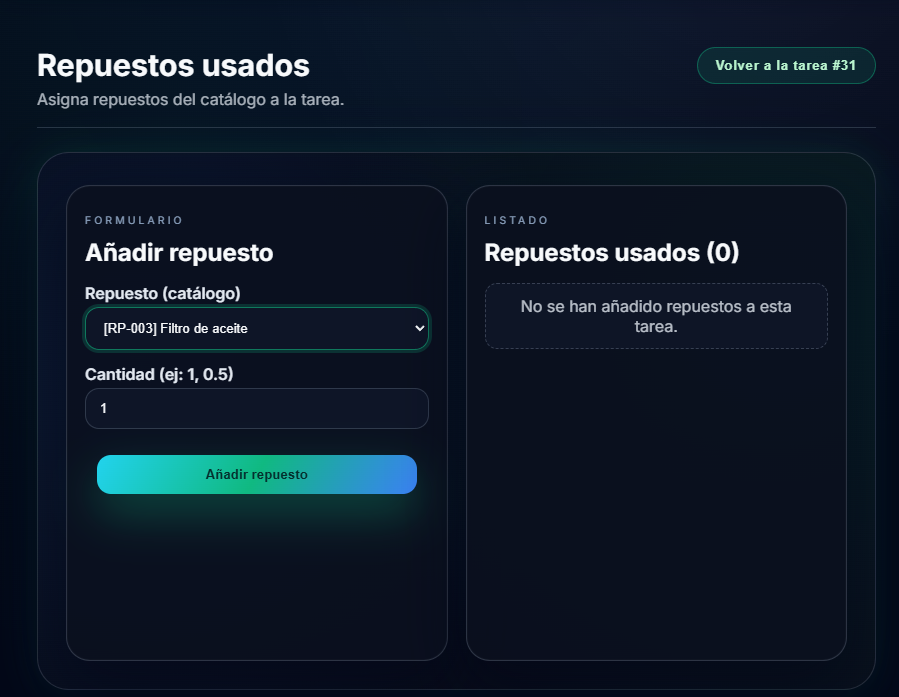 Repuestos usados
Volver a la tarea #31
Asigna repuestos del catálogo a la tarea.
FORMULARIO
Añadir repuesto
Repuesto (catálogo)
[RP-003] Filtro de aceite
Cantidad (ej: 1, 0.5)
1
Añadir repuesto
LISTADO
Repuestos usados (0)
No se han añadido repuestos a esta
tarea.